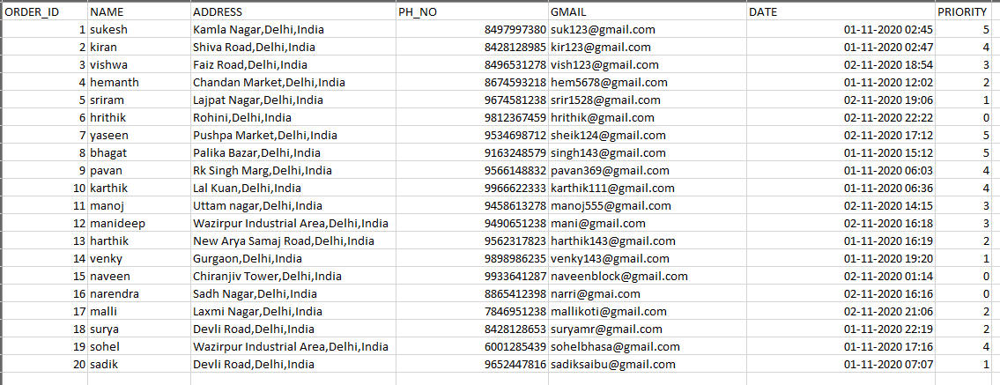 ORDER_ID NAME ADDRESS PH_NO GMAIL DATE PRIORITY
1 sukesh Kamla Nagar,Delhi,India 8497997380 suk123@gmail.com 01-11-2020 02:45 5
2 kiran Shiva Road,Delhi,India 8428128985 kir123@gmail.com 01-11-2020 02:47 4
3 vishwa Faiz Road,Delhi,India 8496531278 vish123@gmail.com 02-11-2020 18:54 3
4 hemanth Chandan Market,Delhi,India 8674593218 hem5678@gmail.com 01-11-2020 12:02 2
5 sriram Lajpat Nagar,Delhi,India 9674581238 srir1528@gmail.com 02-11-2020 19:06 1
6 hrithik Rohini,Delhi,India 9812367459 hrithik@gmail.com 02-11-2020 22:22 0
7 yaseen Pushpa Market,Delhi,India 9534698712 sheik124@gmail.com 02-11-2020 17:12 5
8 bhagat Palika Bazar,Delhi,India 9163248579 singh143@gmail.com 01-11-2020 15:12 5
9 pavan Rk Singh Marg,Delhi,India 9566148832 pavan369@gmail.com 01-11-2020 06:03 4
10 karthik Lal Kuan,Delhi,India 9966622333 karthik111@gmail.com 01-11-2020 06:36 4
11 manoj Uttam nagar,Delhi,India 9458613278 manoj555@gmail.com 02-11-2020 14:15 3
12 manideep Wazirpur Industrial Area,Delhi,India 9490651238 mani@gmail.com 02-11-2020 16:18 3
13 harthik New Arya Samaj Road,Delhi,India 9562317823 harthik143@gmail.com 01-11-2020 16:19 2
14 venky Gurgaon,Delhi,India 9898986235 venky143@gmail.com 01-11-2020 19:20 1
15 naveen Chiranjiv Tower,Delhi,India 9933641287 naveenblock@gmail.com 02-11-2020 01:14 0
16 narendra Sadh Nagar,Delhi,India 8865412398 narri@gmai.com 02-11-2020 16:16 0
17 malli Laxmi Nagar,Delhi,India 7846951238 mallikoti@gmail.com 02-11-2020 21:06 2
18 surya Devli Road,Delhi,India 8428128653 suryamr@gmail.com 01-11-2020 22:19 2
19 sohel Wazirpur Industrial Area,Delhi,India 6001285439 sohelbhasa@gmail.com 01-11-2020 17:16 4
20 sadik Devli Road,Delhi,India 9652447816 sadiksaibu@gmail.com 01-11-2020 07:07 1